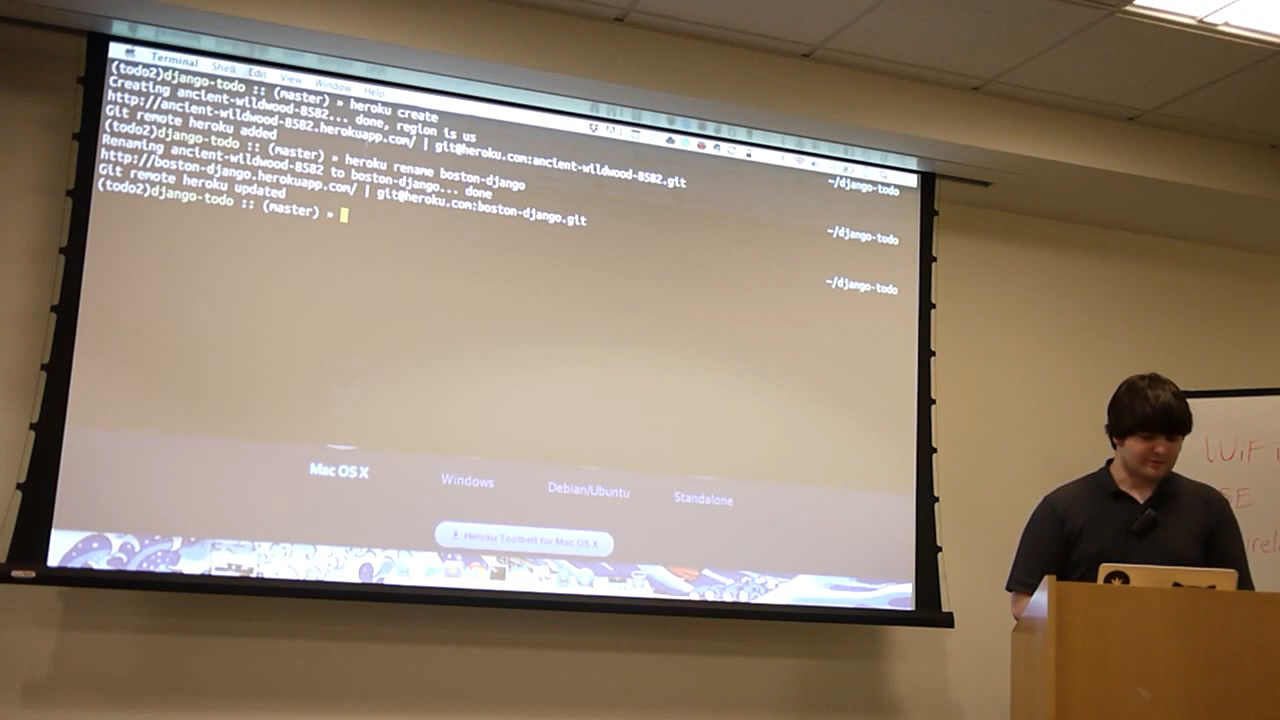 Terminal Shell Edit View Window Help
(todo2)django-todo :: (master) » heroku create
Creating ancient-wildwood-8582... done, region is us
http://ancient-wildwood-8582.herokuapp.com/ | git@heroku.com:ancient-wildwood-8582.git
Git remote heroku added
~/django-todo
(todo2)django-todo :: (master) » heroku rename boston-django
Renaming ancient-wildwood-8582 to boston-django... done
http://boston-django.herokuapp.com/ | git@heroku.com:boston-django.git
Git remote heroku updated
~/django-todo
(todo2)django-todo :: (master) »
~/django-todo
Mac OS X
Windows
Debian/Ubuntu
Standalone
Heroku Toolbelt for Mac OS X
WiFi